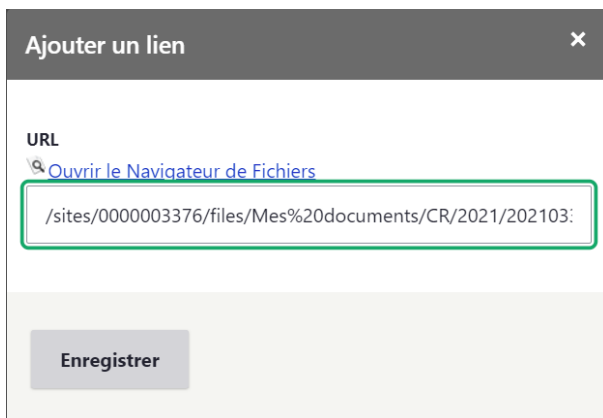 Ajouter un lien
URL
Ouvrir le Navigateur de Fichiers
/sites/0000003376/files/Mes%20documents/CR/2021/202103
Enregistrer